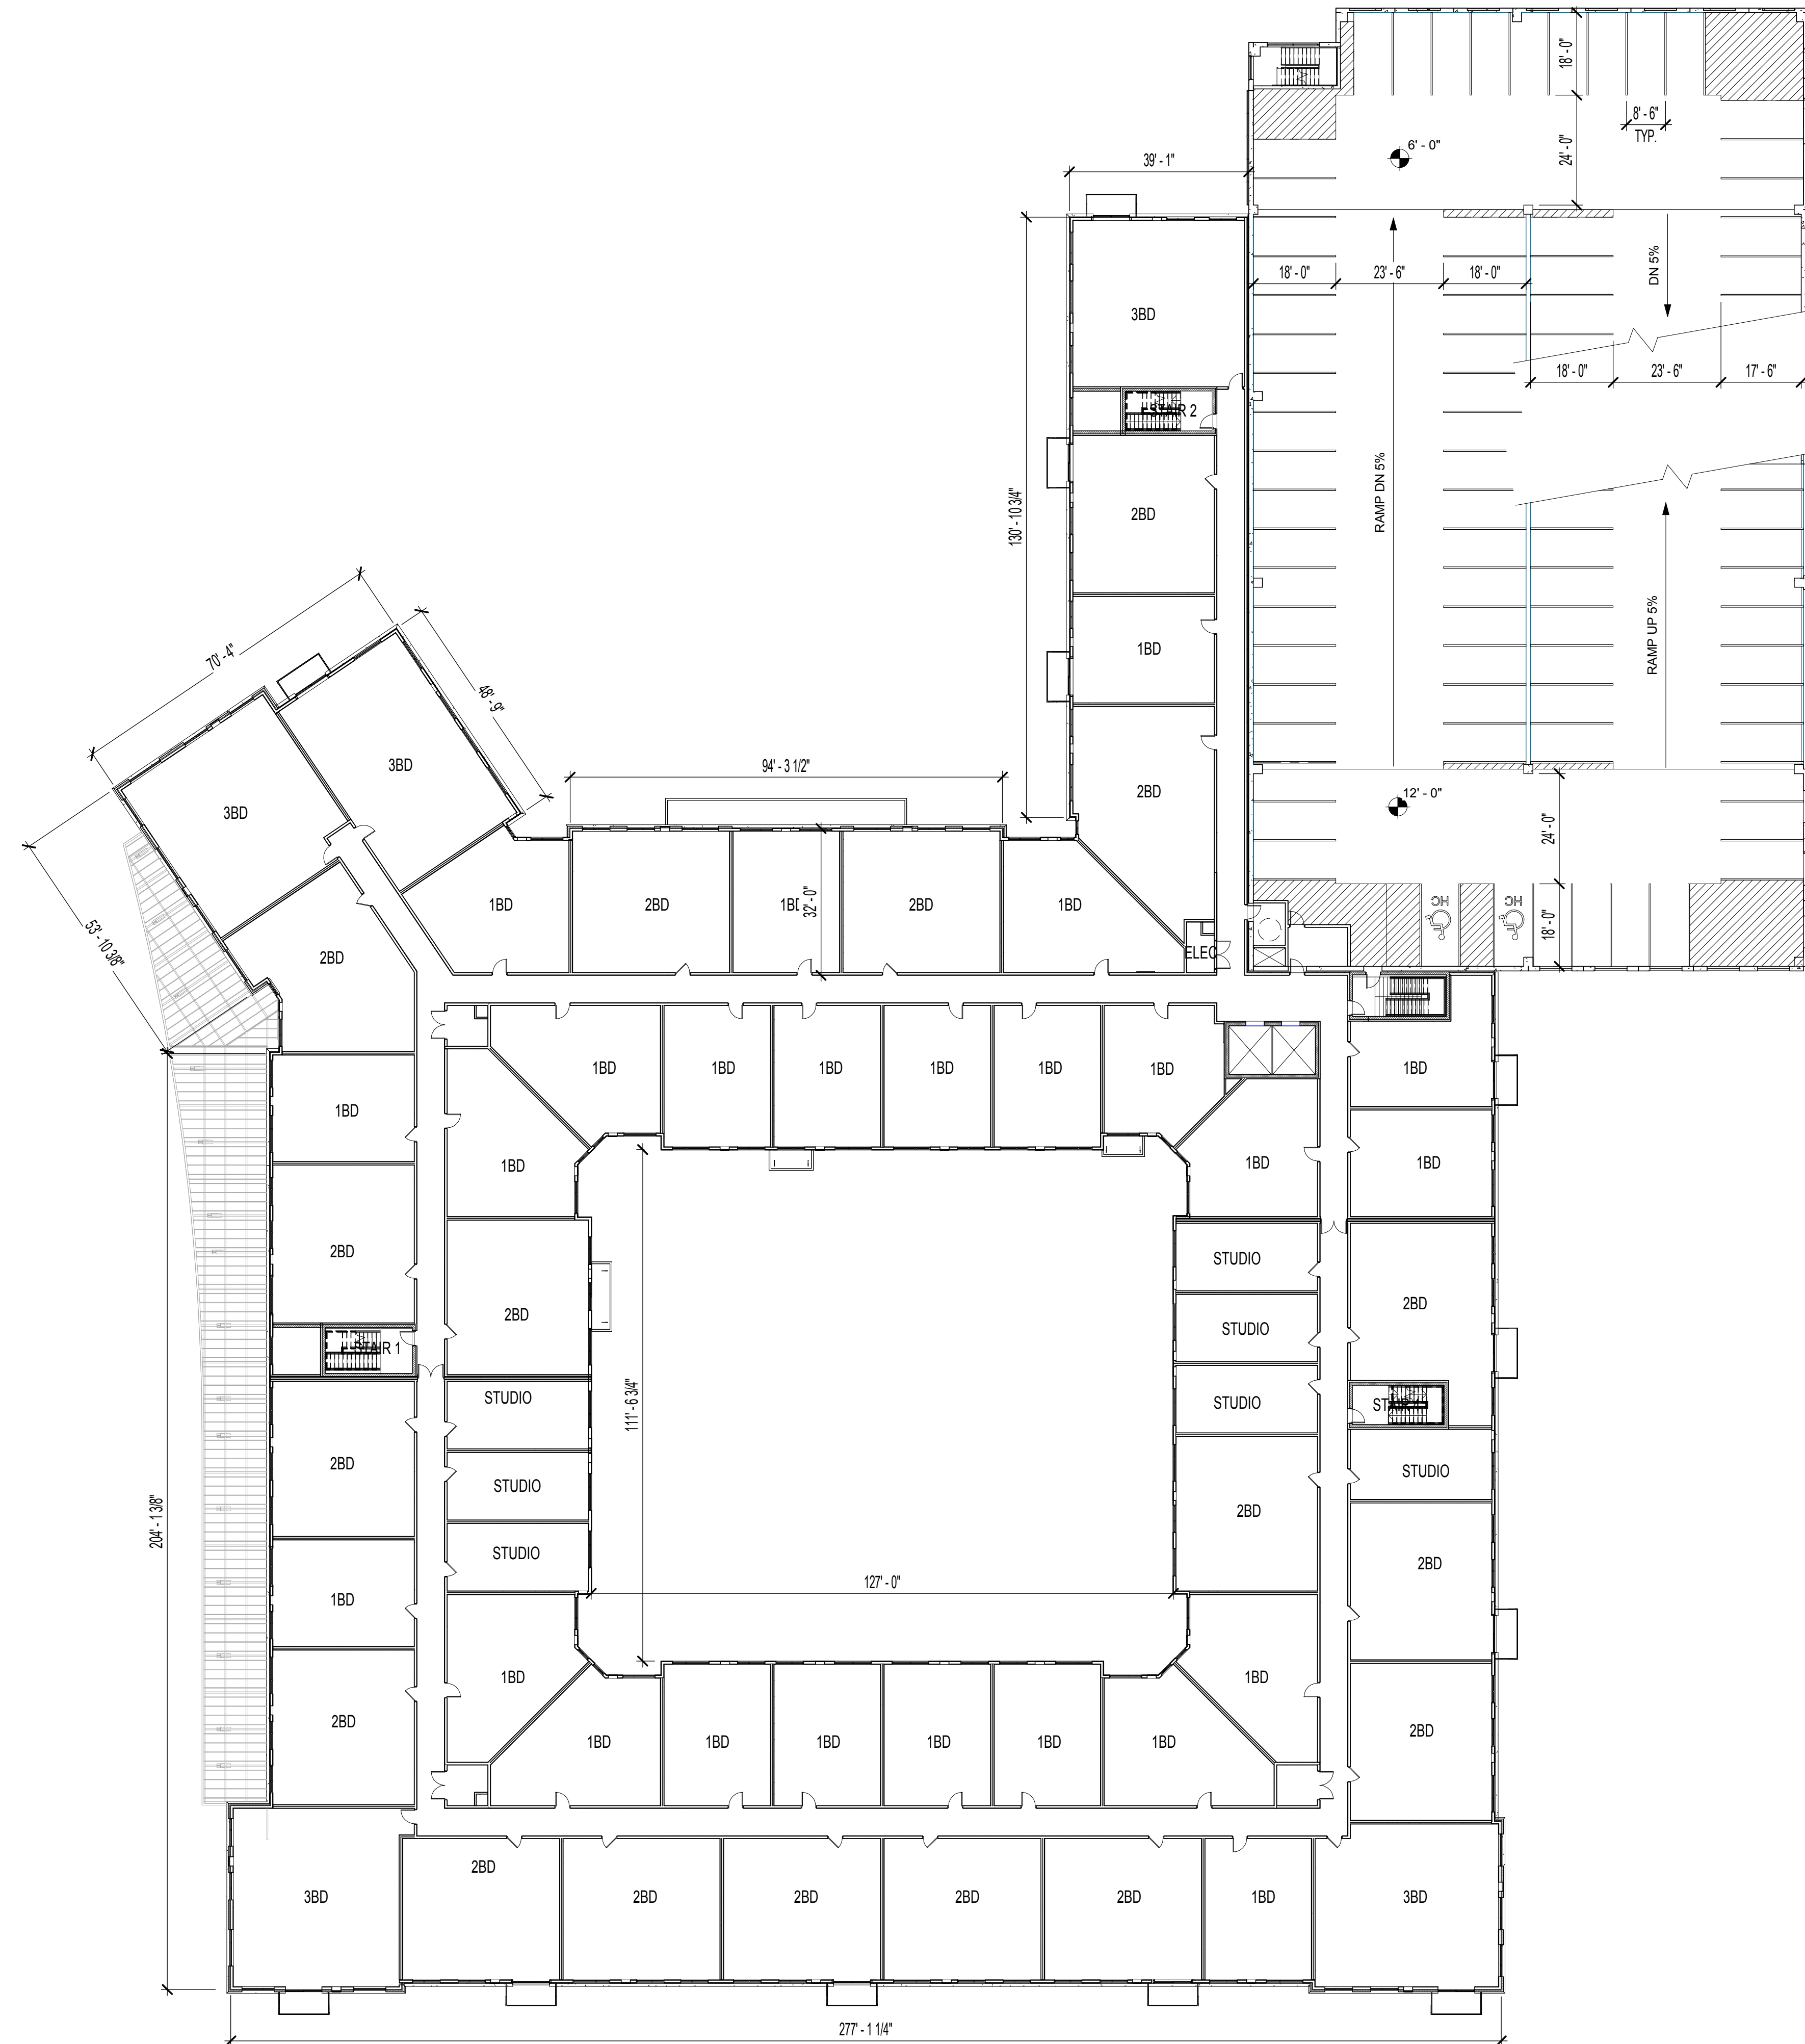 18' - 0"
8' - 6"
TYP.
24' - 0"
6' - 0"
39' - 1"
18' - 0"
23' - 6"
18' - 0"
DN 5%
3BD
18' - 0"
23' - 6"
17' - 6"
STAIR 2
RAMP DN 5%
2BD
130' - 10 3/4"
RAMP UP 5%
1BD
70' - 4"
48' - 9"
3BD
94' - 3 1/2"
2BD
12' - 0"
3BD
24' - 0"
53' - 10 3/8"
1BD
2BD
1BD
32' - 0"
2BD
1BD
HC
HC
18' - 0"
ELEC
2BD
1BD
1BD
1BD
1BD
1BD
1BD
1BD
1BD
1BD
1BD
1BD
2BD
STUDIO
2BD
2BD
STUDIO
STAIR 1
111' - 6 3/4"
STUDIO
STUDIO
ST
2BD
STUDIO
STUDIO
2BD
STUDIO
204' - 1 3/8"
STUDIO
2BD
127' - 0"
1BD
1BD
1BD
2BD
1BD
1BD
1BD
1BD
1BD
1BD
2BD
2BD
3BD
2BD
2BD
2BD
2BD
1BD
3BD
277' - 1 1/4"